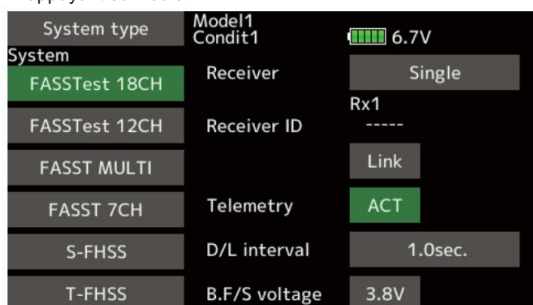 System type
Model1
Condit1
6.7V
System
FASSTest 18CH
FASSTest 12CH
FASST MULTI
FASST 7CH
S-FHSS
T-FHSS
Receiver
Single
Rx1
Receiver ID
-----
Link
Telemetry
ACT
D/L interval
1.0sec.
B.F/S voltage
3.8V